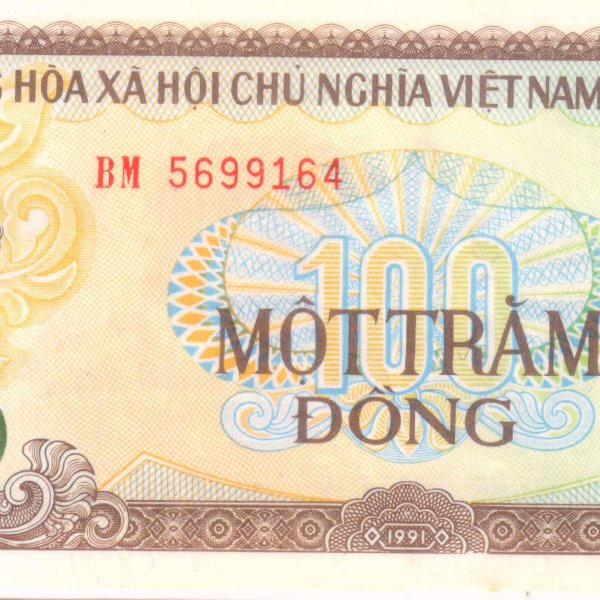 HÒA XÃ HỘI CHỦ NGHĨA VIỆT NAM
BM 5699164
100
MỘT TRĂM
ĐỒNG
1991